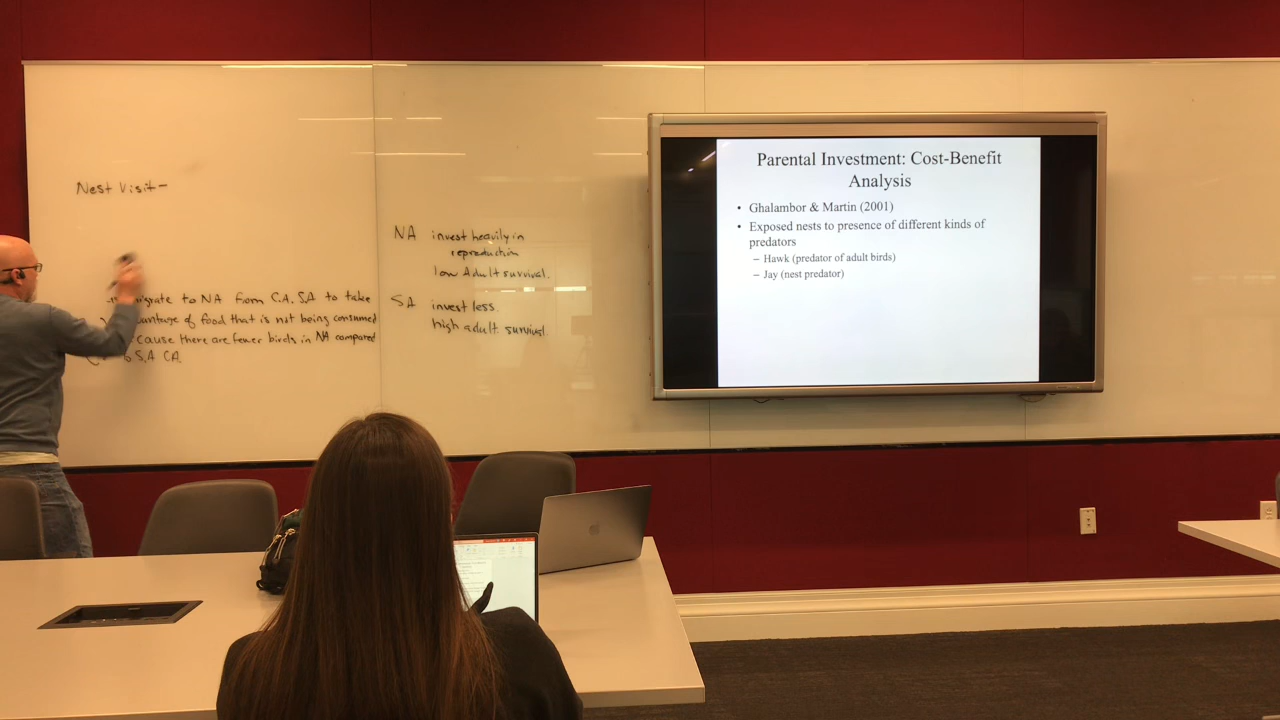 Nest Visit-
migrate to NA from C.A. S.A to take
of food that is not being consumed
there are fewer birds in NA compared
S.A CA.
NA invest heavily in
reproduction
low Adult survival.
SA invest less.
high adult survival
Parental Investment: Cost-Benefit
Analysis
• Ghalambor & Martin (2001)
• Exposed nests to presence of different kinds of
predators
– Hawk (predator of adult birds)
– Jay (nest predator)